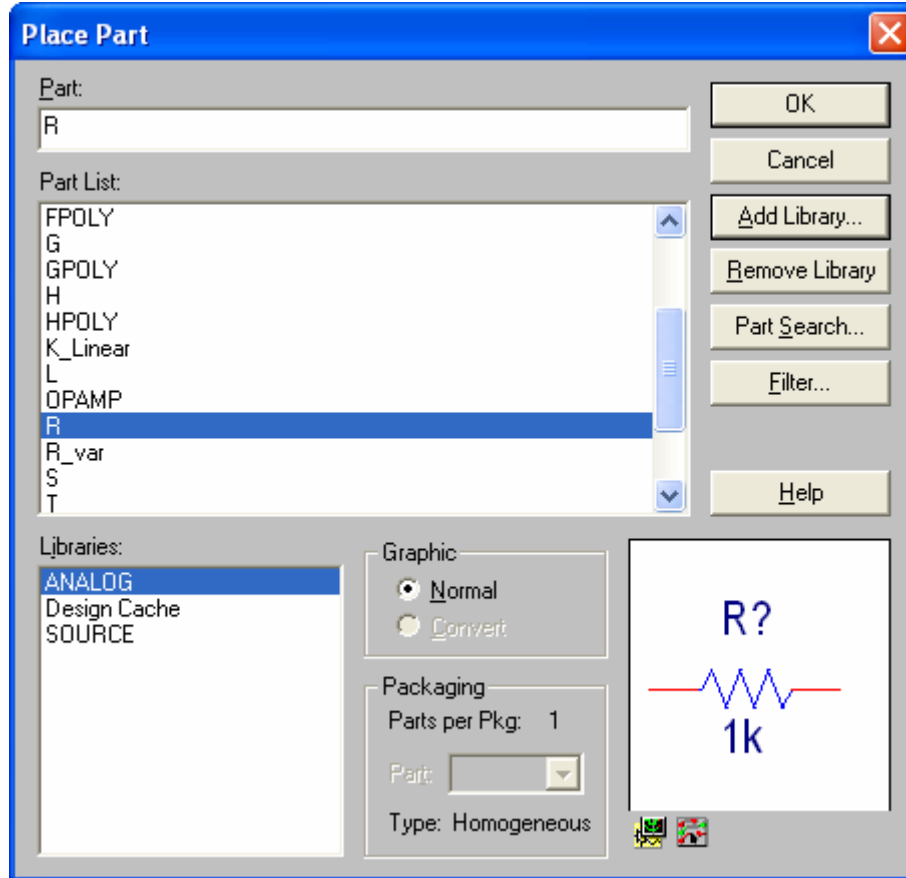 Place Part
Part:
R
OK
Cancel
Part List:
FPOLY
G
GPOLY
H
HPOLY
K_Linear
L
OPAMP
R
R_var
S
T
Add Library...
Remove Library
Part Search...
Filter...
Help
Libraries:
ANALOG
Design Cache
SOURCE
Graphic
Normal
Convert
Packaging
Parts per Pkg: 1
Part:
Type: Homogeneous
R?
1k